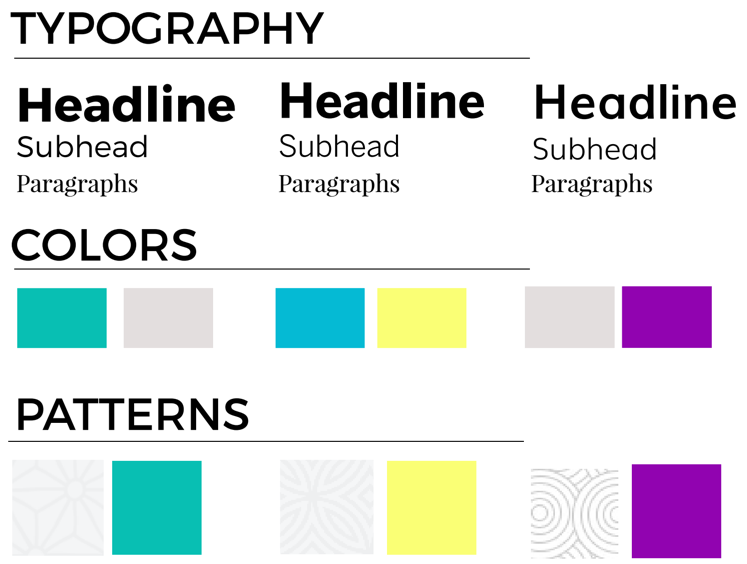 TYPOGRAPHY
Headline Headline Headline
Subhead Subhead Subhead
Paragraphs Paragraphs Paragraphs
COLORS
PATTERNS